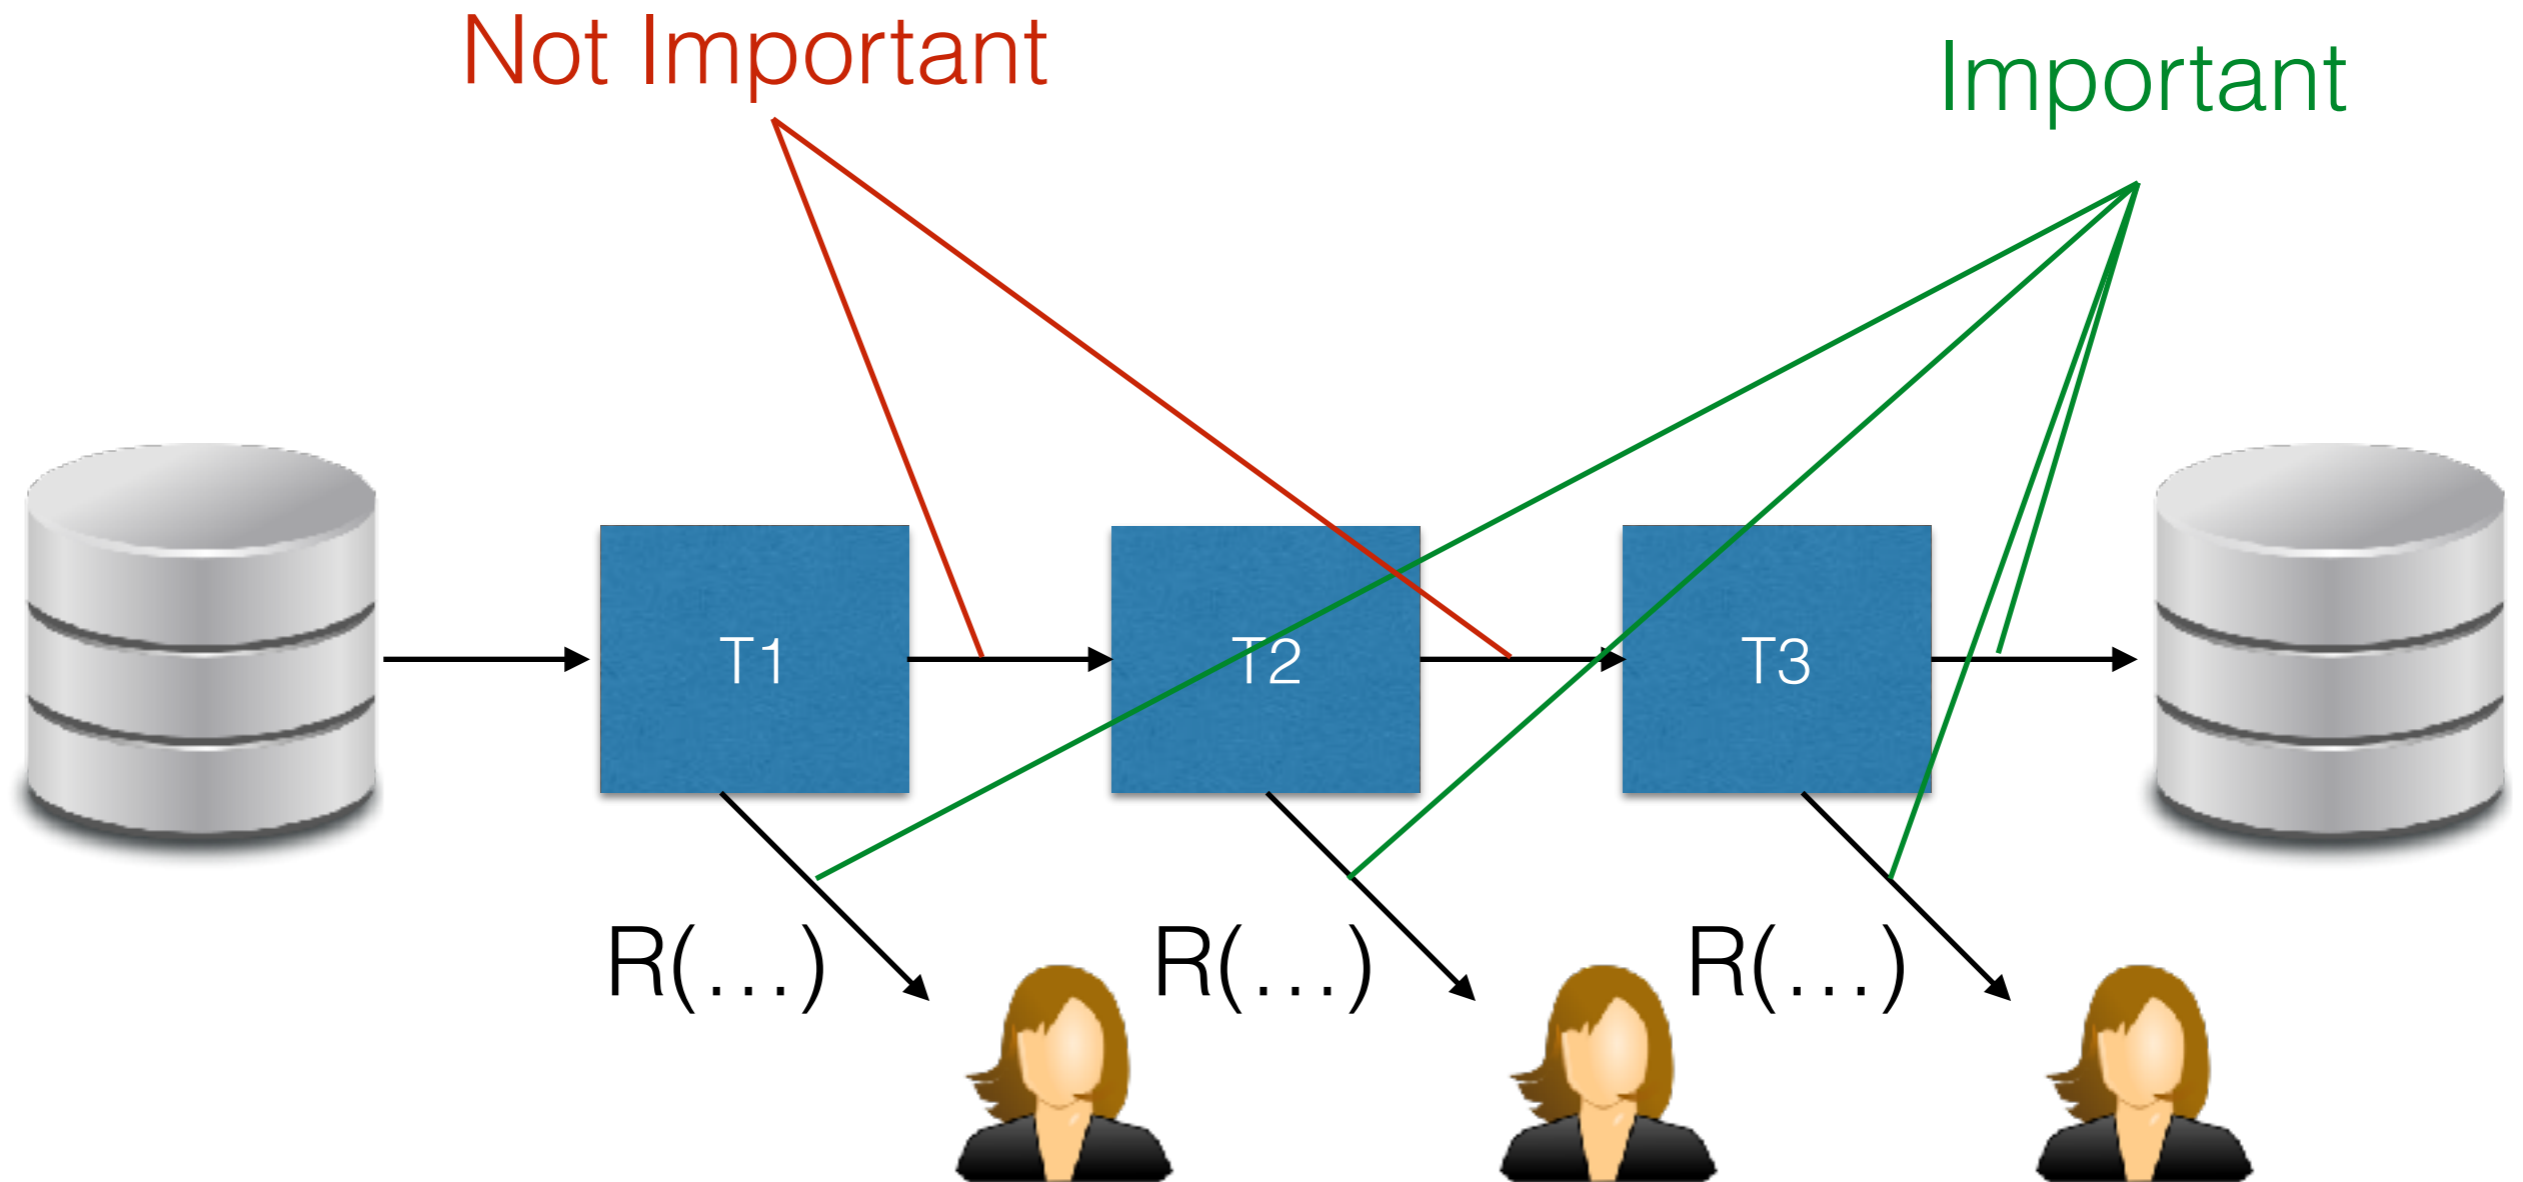 Not Important
Important
T1
T2
T3
R(…)
R(…)
R(…)